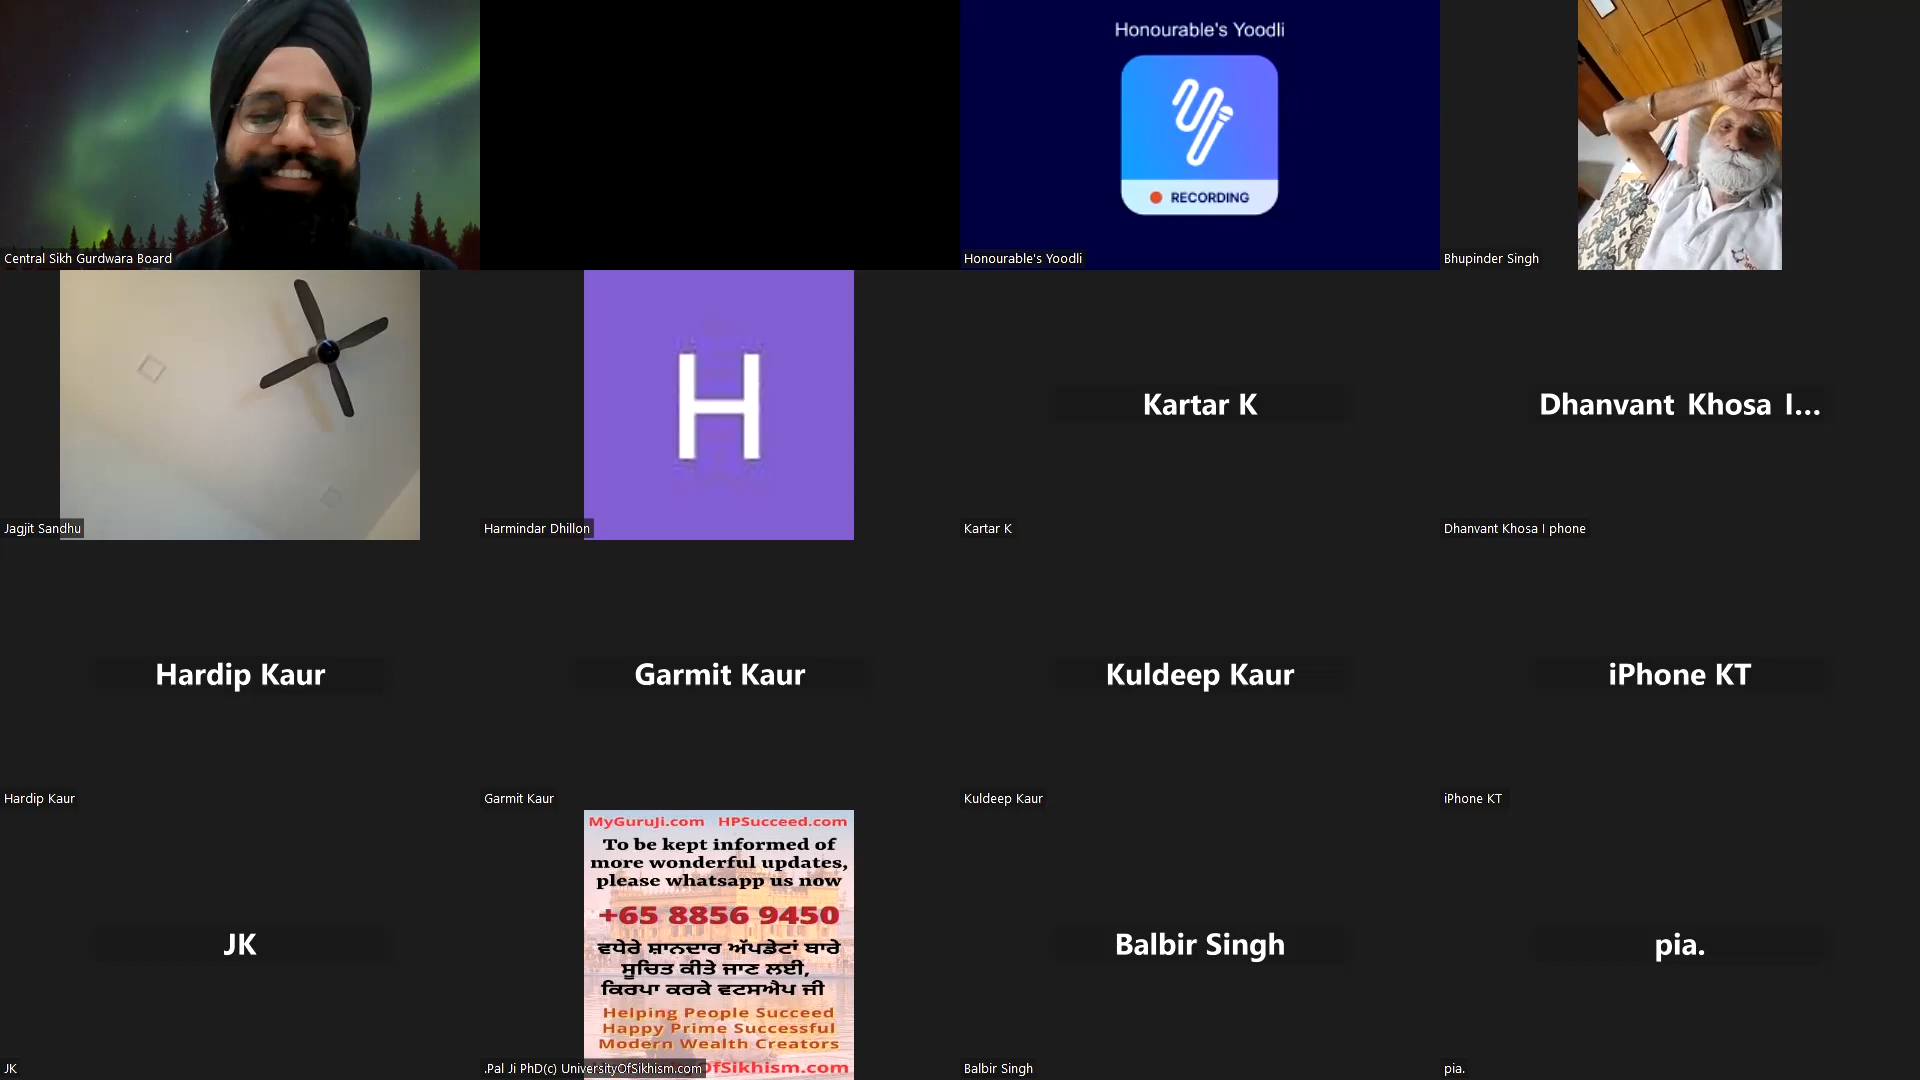 Honourable's Yoodli
RECORDING
Central Sikh Gurdwara Board
Honourable's Yoodli
Bhupinder Singh
H
Kartar K
Dhanvant Khosa I...
Jagjit Sandhu
Harmindar Dhillon
Kartar K
Dhanvant Khosa I phone
Hardip Kaur
Garmit Kaur
Kuldeep Kaur
iPhone KT
Hardip Kaur
Garmit Kaur
Kuldeep Kaur
iPhone KT
MyGuruJi.com HPSucceed.com
To be kept informed of
more wonderful updates,
please whatsapp us now
+65 8856 9450
ਵਧੇਰੇ ਸ਼ਾਨਦਾਰ ਅੱਪਡੇਟਾਂ ਬਾਰੇ
ਸੂਚਿਤ ਕੀਤੇ ਜਾਣ ਲਈ,
ਕਿਰਪਾ ਕਰਕੇ ਵਟਸਐਪ ਜੀ
Helping People Succeed
Happy Prime Successful
Modern Wealth Creators
OfSikhism.com
JK
Balbir Singh
pia.
JK
.Pal Ji PhD(c) UniversityOfSikhism.com
Balbir Singh
pia.